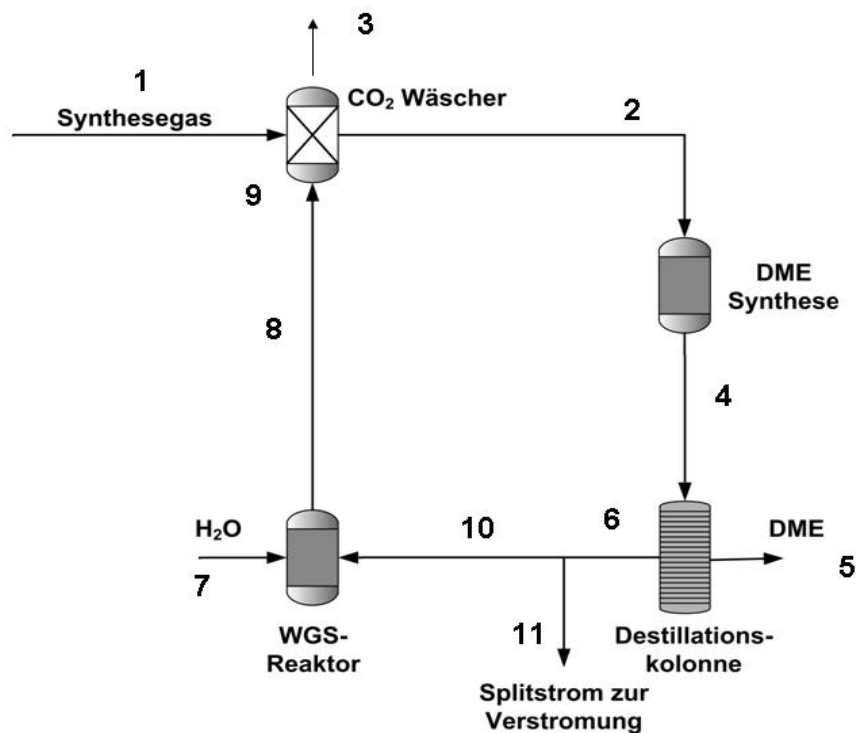 3
1
CO₂ Wäscher
2
Synthesegas
9
DME
Synthese
8
4
H₂O
10
6
DME
7
5
WGS-
Reaktor
11
Destillations-
kolonne
Splitstrom zur
Verstromung